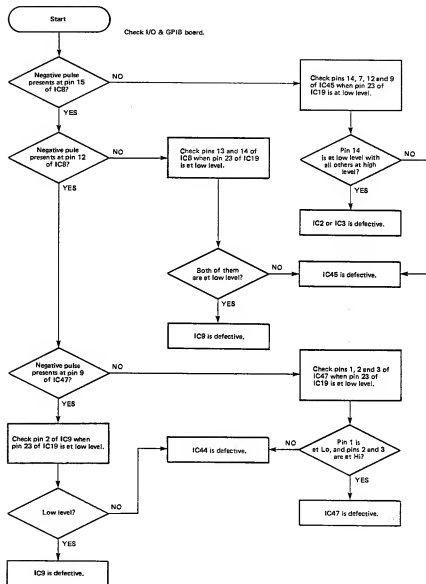 Start
Check I/O & GPIB board.
Negative pulse
presents at pin 15
of IC8?
NO
YES
Check pins 14, 7, 12 and 9
of IC45 when pin 23 of
IC19 is at low level.
Negative pule
presents at pin 12
of IC8?
NO
YES
Check pins 13 and 14 of
IC8 when pin 23 of IC19
is at low level.
Pin 14
is at low level with
all others at high
level?
NO
YES
IC2 or IC3 is defective.
Both of them
are at low level?
NO
YES
IC45 is defective.
IC9 is defective.
Negative pulse
presents at pin 9
of IC47?
NO
YES
Check pins 1, 2 and 3 of
IC47 when pin 23 of
IC19 is at low level.
Check pin 2 of IC9 when
pin 23 of IC19 is at low level.
IC44 is defective.
NO
Pin 1 is
at Lo, and pins 2 and 3
are at Hi?
YES
Low level?
NO
YES
IC47 is defective.
IC9 is defective.